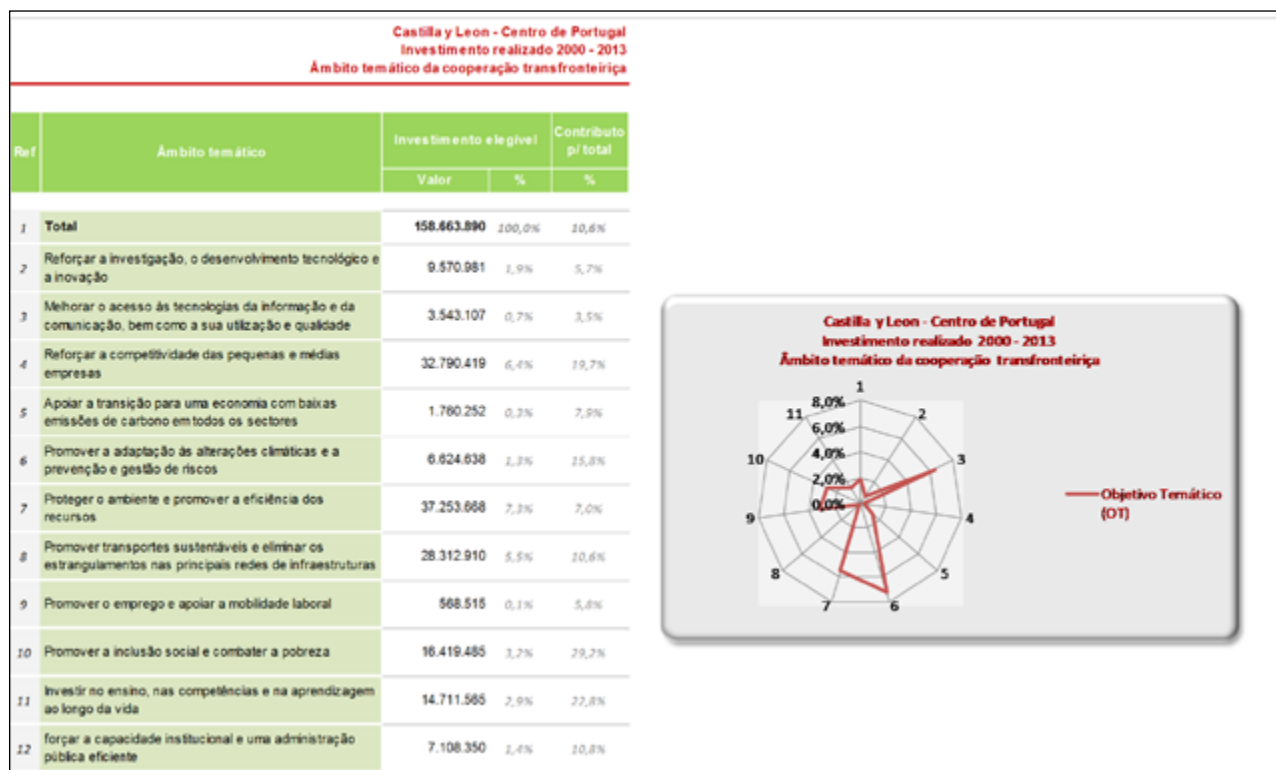 Castilla y Leon - Centro de Portugal
Investimento realizado 2000 - 2013
Âmbito temático da cooperação transfronteiriça
Ref
Âmbito temático
Investimento elegível
Contributo
p/ total
Valor
%
%
1 Total 158.663.890 100,0% 10,6%
2 Reforçar a investgação, o desenvolvimento tecnológico e
a inovação 9.570.981 1,9% 5,7%
3 Melhorar o acesso às tecnologias da informação e da
comunicação, bem como a sua utilização e qualidade 3.543.107 0,7% 3,5%
4 Reforçar a competitividade das pequenas e médias
empresas 32.790.419 6,4% 19,7%
5 Apoiar a transição para uma economia com baixas
emissões de carbono em todos os sectores 1.760.252 0,3% 7,9%
6 Promover a adaptação às alterações climáticas e a
prevenção e gestão de riscos 6.624.638 1,3% 15,8%
7 Proteger o ambiente e promover a eficiência dos
recursos 37.253.668 7,3% 7,0%
8 Promover transportes sustentáveis e eliminar os
estrangulamentos nas principais redes de infraestruturas 28.312.910 5,5% 10,6%
9 Promover o emprego e apoiar a mobilidade laboral 568.515 0,1% 5,8%
10 Promover a inclusão social e combater a pobreza 16.419.485 3,2% 29,2%
11 Investir no ensino, nas competências e na aprendizagem
ao longo da vida 14.711.565 2,9% 22,8%
12 forçar a capacidade institucional e uma administração
pública eficiente 7.108.350 1,4% 10,8%
Castilla y Leon - Centro de Portugal
Investimento realizado 2000 - 2013
Âmbito temático da cooperação transfronteiriça
1
8,0%
11
2
6,0%
4,0%
10
3
2,0%
0,0%
9
4
8
5
7
6
Objetivo Temático
(OT)